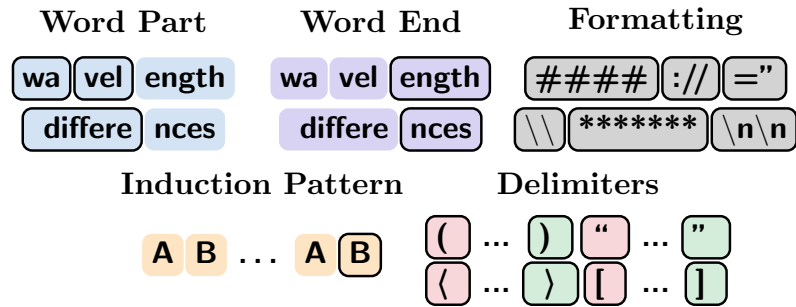 Word Part Word End Formatting
wa vel ength wa vel ength #### :// ="
differe nces differe nces \\ ******* \n\n
Induction Pattern Delimiters
A B ... A B ( ... ) “ ... ”
⟨ ... ⟩ [ ... ]